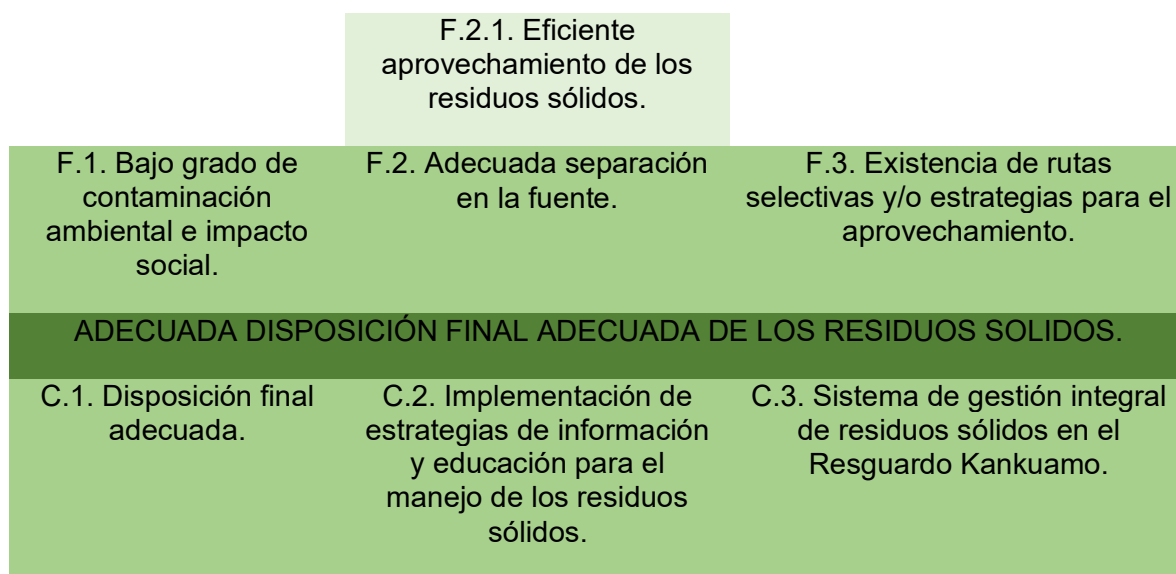 F.2.1. Eficiente
aprovechamiento de los
residuos sólidos.
F.1. Bajo grado de
contaminación
ambiental e impacto
social.
F.2. Adecuada separación
en la fuente.
F.3. Existencia de rutas
selectivas y/o estrategias para el
aprovechamiento.
ADECUADA DISPOSICIÓN FINAL ADECUADA DE LOS RESIDUOS SOLIDOS.
C.1. Disposición final
adecuada.
C.2. Implementación de
estrategias de información
y educación para el
manejo de los residuos
sólidos.
C.3. Sistema de gestión integral
de residuos sólidos en el
Resguardo Kankuamo.